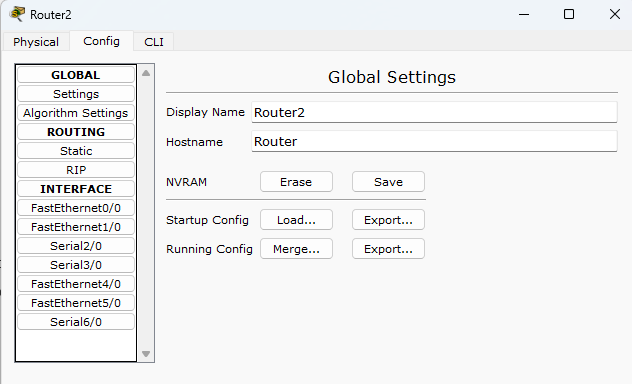 Router2
Physical Config CLI
GLOBAL
Settings
Algorithm Settings
ROUTING
Static
RIP
INTERFACE
FastEthernet0/0
FastEthernet1/0
Serial2/0
Serial3/0
FastEthernet4/0
FastEthernet5/0
Serial6/0
Global Settings
Display Name Router2
Hostname Router
NVRAM Erase Save
Startup Config Load... Export...
Running Config Merge... Export...